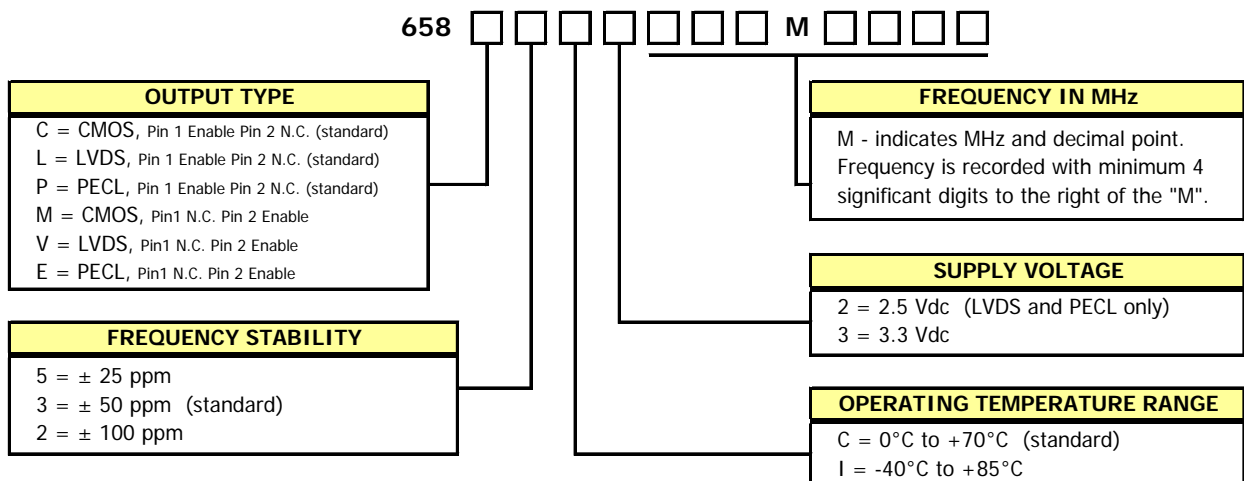 658 M
OUTPUT TYPE
C = CMOS, Pin 1 Enable Pin 2 N.C. (standard)
L = LVDS, Pin 1 Enable Pin 2 N.C. (standard)
P = PECL, Pin 1 Enable Pin 2 N.C. (standard)
M = CMOS, Pin1 N.C. Pin 2 Enable
V = LVDS, Pin1 N.C. Pin 2 Enable
E = PECL, Pin1 N.C. Pin 2 Enable
FREQUENCY STABILITY
5 = ± 25 ppm
3 = ± 50 ppm (standard)
2 = ± 100 ppm
FREQUENCY IN MHz
M - indicates MHz and decimal point.
Frequency is recorded with minimum 4
significant digits to the right of the "M".
SUPPLY VOLTAGE
2 = 2.5 Vdc (LVDS and PECL only)
3 = 3.3 Vdc
OPERATING TEMPERATURE RANGE
C = 0°C to +70°C (standard)
I = -40°C to +85°C